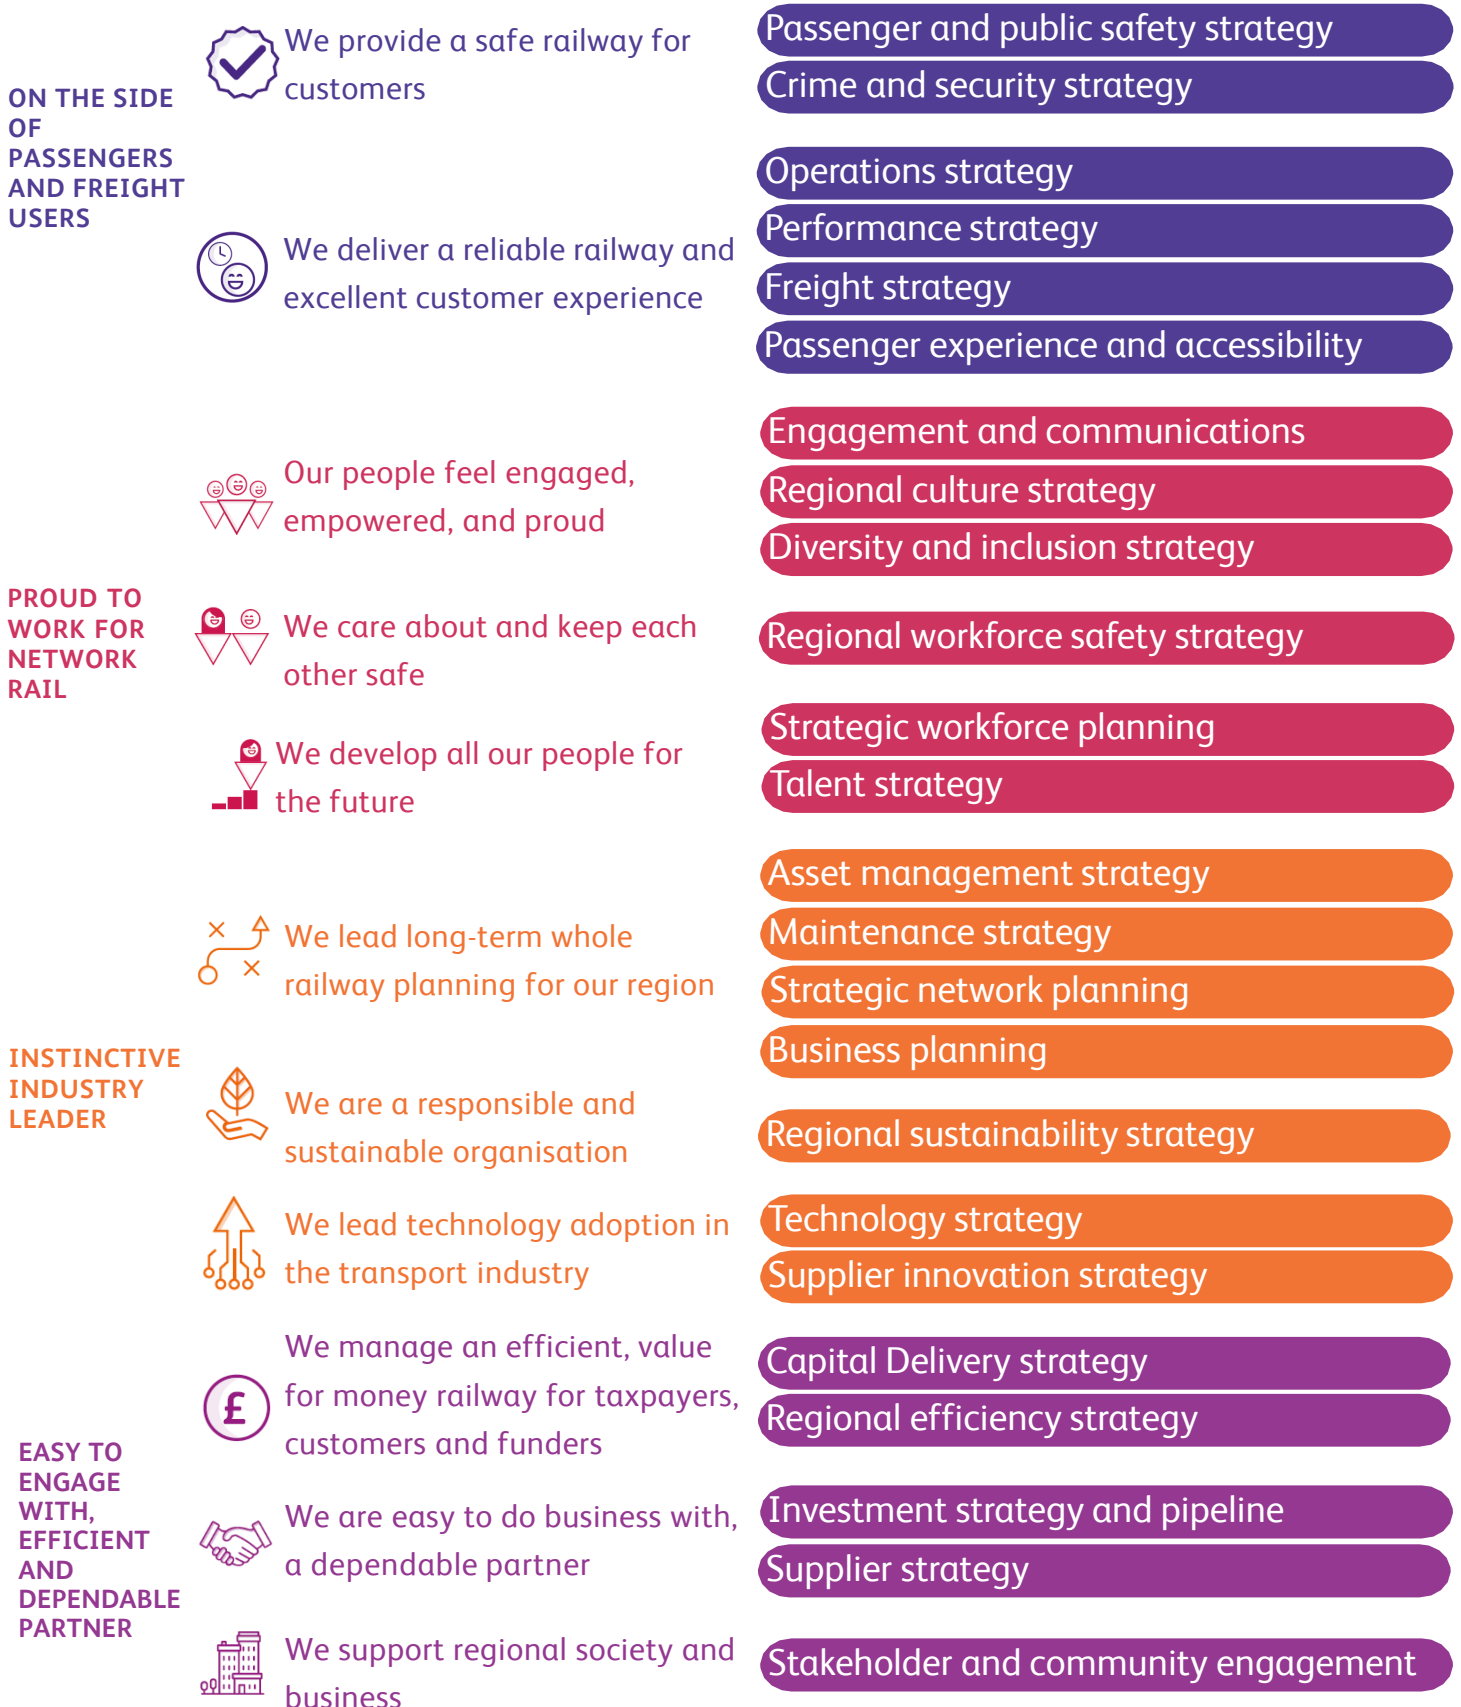 ON THE SIDE
OF
PASSENGERS
AND FREIGHT
USERS
We provide a safe railway for
customers
Passenger and public safety strategy
Crime and security strategy
We deliver a reliable railway and
excellent customer experience
Operations strategy
Performance strategy
Freight strategy
Passenger experience and accessibility
PROUD TO
WORK FOR
NETWORK
RAIL
Our people feel engaged,
empowered, and proud
Engagement and communications
Regional culture strategy
Diversity and inclusion strategy
We care about and keep each
other safe
Regional workforce safety strategy
We develop all our people for
the future
Strategic workforce planning
Talent strategy
INSTINCTIVE
INDUSTRY
LEADER
We lead long-term whole
railway planning for our region
Asset management strategy
Maintenance strategy
Strategic network planning
Business planning
We are a responsible and
sustainable organisation
Regional sustainability strategy
We lead technology adoption in
the transport industry
Technology strategy
Supplier innovation strategy
EASY TO
ENGAGE
WITH,
EFFICIENT
AND
DEPENDABLE
PARTNER
£
We manage an efficient, value
for money railway for taxpayers,
customers and funders
Capital Delivery strategy
Regional efficiency strategy
We are easy to do business with,
a dependable partner
Investment strategy and pipeline
Supplier strategy
We support regional society and
business
Stakeholder and community engagement